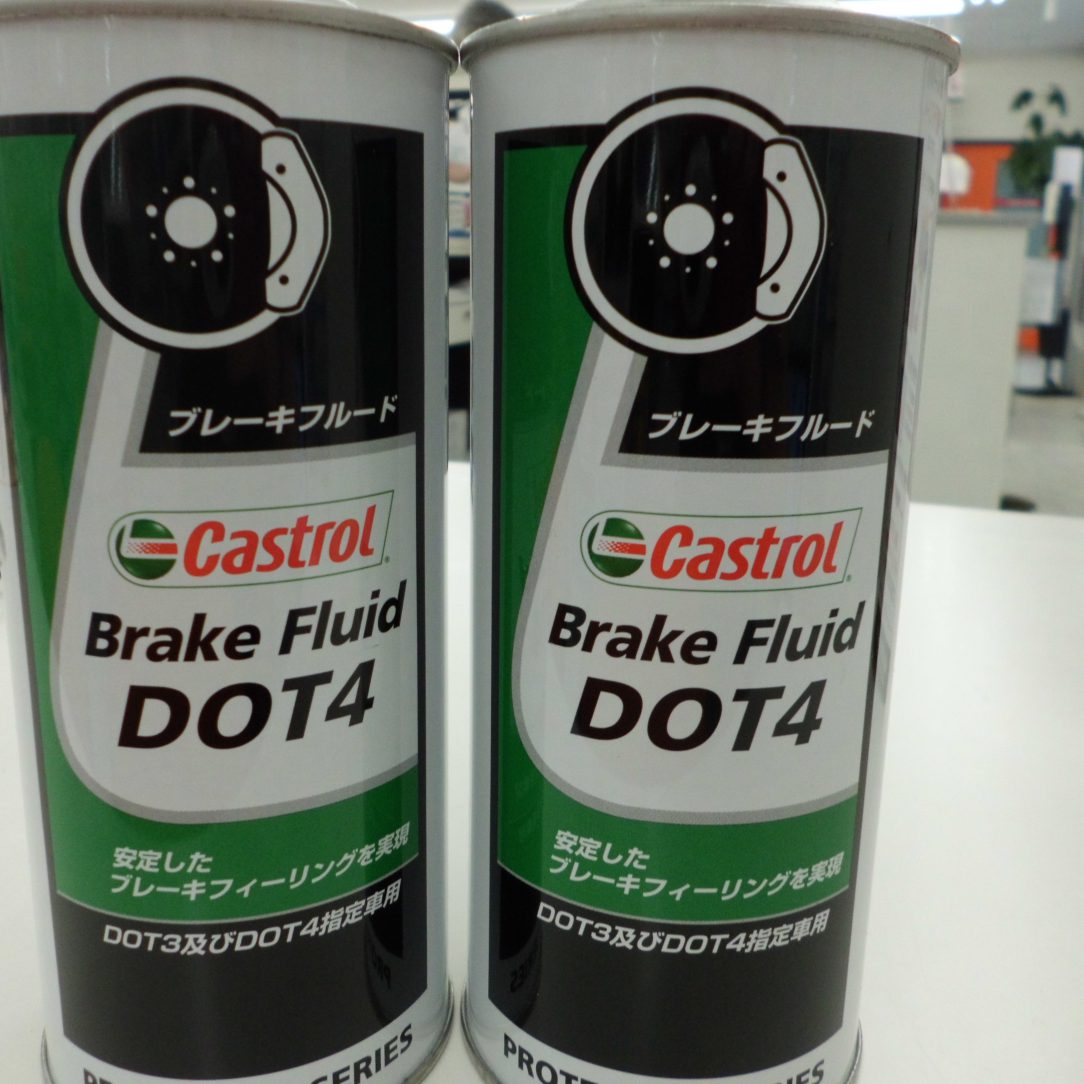 ブレーキフルード
Castrol
Brake Fluid
DOT4
安定した
ブレーキフィーリングを実現
DOT3及びDOT4指定車用
SERIES
ブレーキフルード
Castrol
Brake Fluid
DOT4
安定した
ブレーキフィーリングを実現
DOT3及びDOT4指定車用